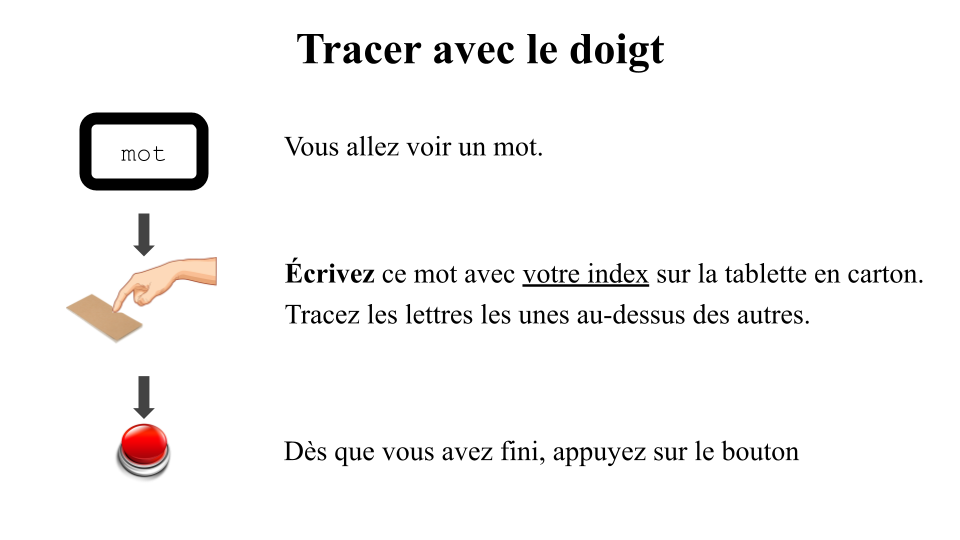 Tracer avec le doigt
mot
Vous allez voir un mot.
Écrivez ce mot avec votre index sur la tablette en carton.
Tracez les lettres les unes au-dessus des autres.
Dès que vous avez fini, appuyez sur le bouton